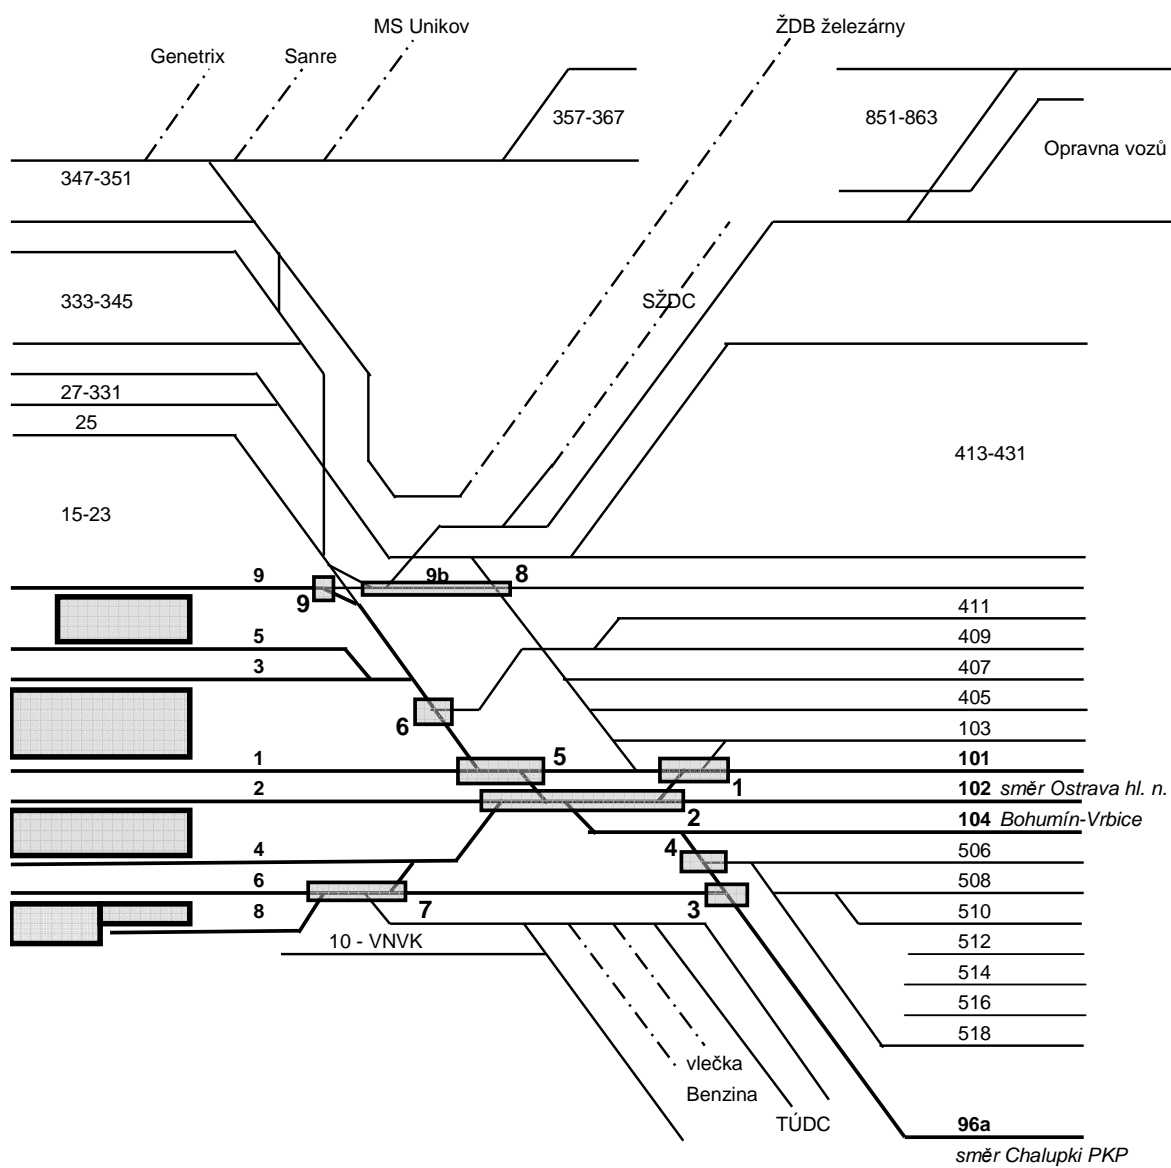 MS Unikov
ŽDB železárny
Genetrix
Sanre
357-367
851-863
Opravna vozů
347-351
333-345
SŽDC
27-331
25
413-431
15-23
9
9b
8
9
411
5
409
3
407
405
6
103
1
5
101
1
2
102 směr Ostrava hl. n.
2
104 Bohumín-Vrbice
4
4
506
6
508
8
7
3
510
10 - VNVK
512
514
516
518
vlečka
Benzina
TÚDC
96a
směr Chalupki PKP